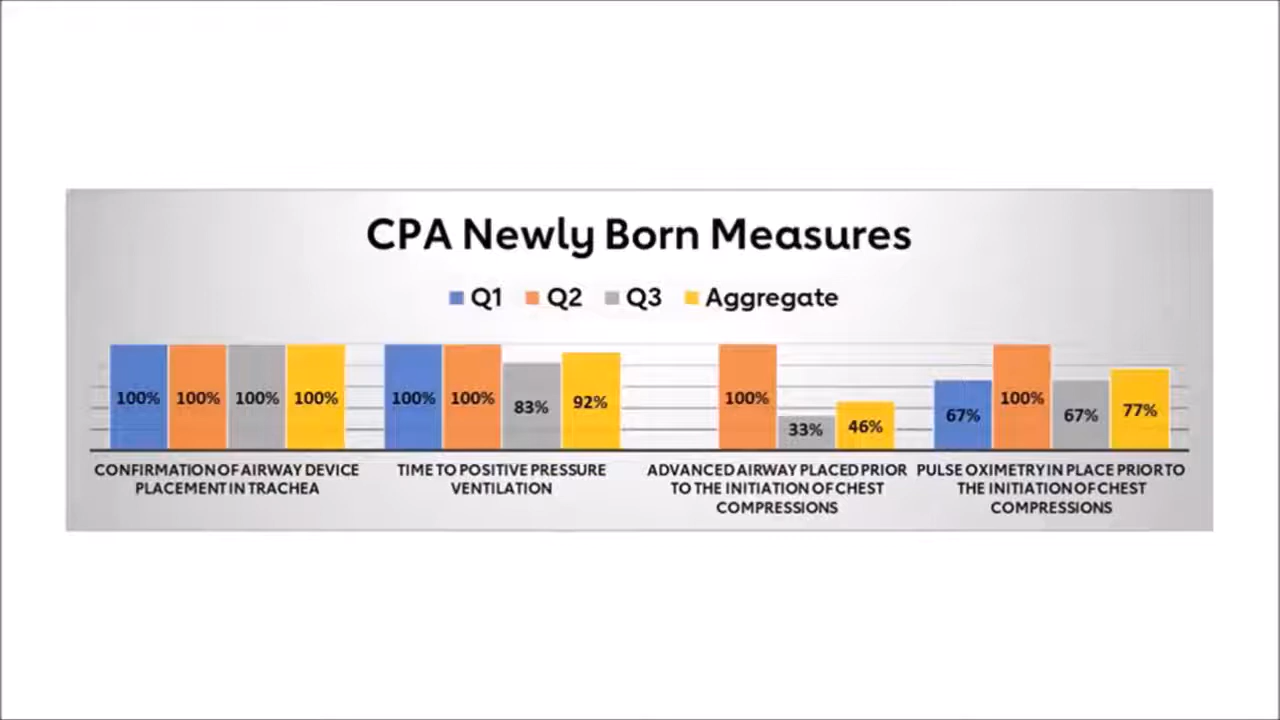 CPA Newly Born Measures
Q1 Q2 Q3 Aggregate
100% 100% 100% 100%
100% 100% 83% 92%
100% 33% 46%
67% 100% 67% 77%
CONFIRMATION OF AIRWAY DEVICE
PLACEMENT IN TRACHEA
TIME TO POSITIVE PRESSURE
VENTILATION
ADVANCED AIRWAY PLACED PRIOR
TO THE INITIATION OF CHEST
COMPRESSIONS
PULSE OXIMETRY IN PLACE PRIOR TO
THE INITIATION OF CHEST
COMPRESSIONS